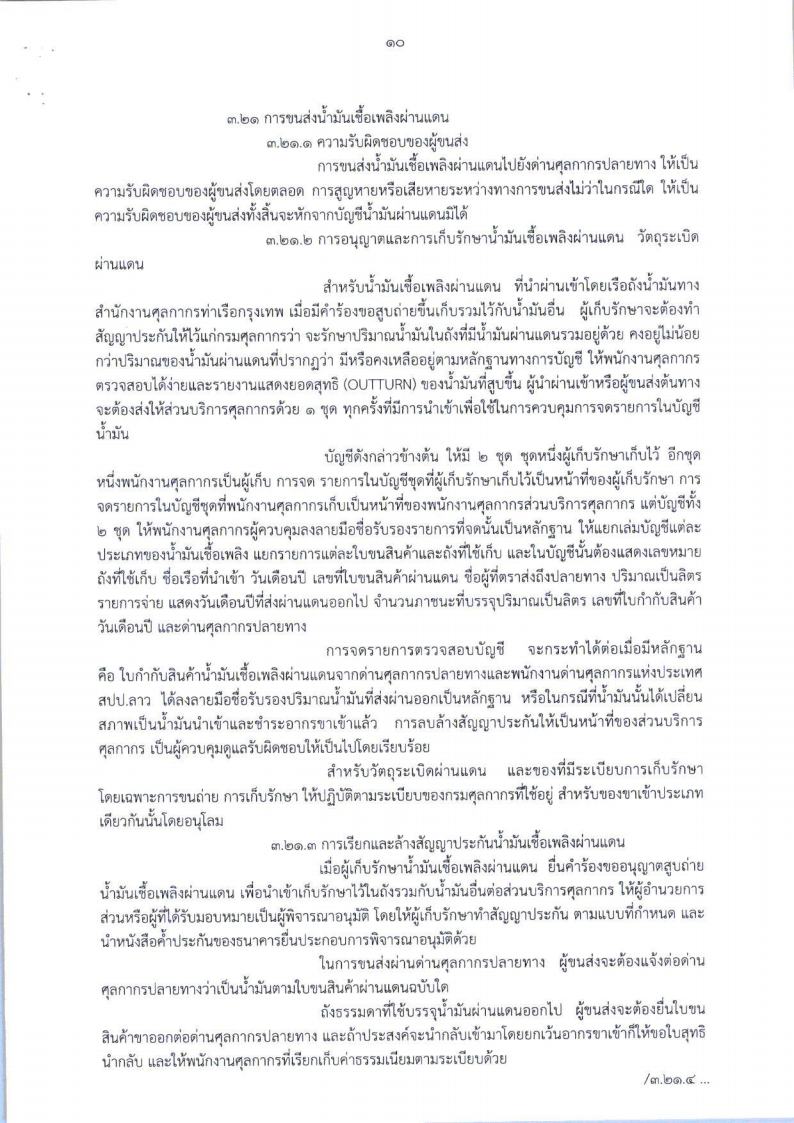 ๑๐
๓.๒๑ การขนส่งน้ำมันเชื้อเพลิงผ่านแดน
๓.๒๑.๑ ความรับผิดชอบของผู้ขนส่ง
การขนส่งน้ำมันเชื้อเพลิงผ่านแดนไปยังด่านศุลกากรปลายทาง ให้เป็น
ความรับผิดชอบของผู้ขนส่งโดยตลอด การสูญหายหรือเสียหายระหว่างทางการขนส่งไม่ว่าในกรณีใด ให้เป็น
ความรับผิดชอบของผู้ขนส่งทั้งสิ้นจะหักจากบัญชีน้ำมันผ่านแดนมิได้
๓.๒๑.๒ การอนุญาตและการเก็บรักษาน้ำมันเชื้อเพลิงผ่านแดน วัตถุระเบิด
ผ่านแดน
สำหรับน้ำมันเชื้อเพลิงผ่านแดน ที่นำผ่านเข้าโดยเรือถังน้ำมันทาง
สำนักงานศุลกากรท่าเรือกรุงเทพ เมื่อมีคำร้องขอสูบถ่ายขึ้นเก็บรวมไว้กับน้ำมันอื่น ผู้เก็บรักษาจะต้องทำ
สัญญาประกันให้ไว้แก่กรมศุลกากรว่า จะรักษาปริมาณน้ำมันในถังที่มีน้ำมันผ่านแดนรวมอยู่ด้วย คงอยู่ไม่น้อย
กว่าปริมาณของน้ำมันผ่านแดนที่ปรากฏว่า มีหรือคงเหลืออยู่ตามหลักฐานทางการบัญชี ให้พนักงานศุลกากร
ตรวจสอบได้ง่ายและรายงานแสดงยอดสุทธิ (OUTTURN) ของน้ำมันที่สูบขึ้น ผู้นำผ่านเข้าหรือผู้ขนส่งต้นทาง
จะต้องส่งให้ส่วนบริการศุลกากรด้วย ๑ ชุด ทุกครั้งที่มีการนำเข้าเพื่อใช้ในการควบคุมการจดรายการในบัญชี
น้ำมัน
บัญชีดังกล่าวข้างต้น ให้มี ๒ ชุด ชุดหนึ่งผู้เก็บรักษาเก็บไว้ อีกชุด
หนึ่งพนักงานศุลกากรเป็นผู้เก็บ การจด รายการในบัญชีชุดที่ผู้เก็บรักษาเก็บไว้เป็นหน้าที่ของผู้เก็บรักษา การ
จดรายการในบัญชีชุดที่พนักงานศุลกากรเก็บเป็นหน้าที่ของพนักงานศุลกากรส่วนบริการศุลกากร แต่บัญชีทั้ง
๒ ชุด ให้พนักงานศุลกากรผู้ควบคุมลงลายมือชื่อรับรองรายการที่จดนั้นเป็นหลักฐาน ให้แยกเล่มบัญชีแต่ละ
ประเภทของน้ำมันเชื้อเพลิง แยกรายการแต่ละใบขนสินค้าและถังที่ใช้เก็บ และในบัญชีนั้นต้องแสดงเลขหมาย
ถังที่ใช้เก็บ ชื่อเรือที่นำเข้า วันเดือนปี เลขที่ใบขนสินค้าผ่านแดน ชื่อผู้ที่ตราส่งถึงปลายทาง ปริมาณเป็นลิตร
รายการจ่าย แสดงวันเดือนปีที่ส่งผ่านแดนออกไป จำนวนภาชนะที่บรรจุปริมาณเป็นลิตร เลขที่ใบกำกับสินค้า
วันเดือนปี และด่านศุลกากรปลายทาง
การจดรายการตรวจสอบบัญชี จะกระทำได้ต่อเมื่อมีหลักฐาน
คือ ใบกำกับสินค้าน้ำมันเชื้อเพลิงผ่านแดนจากด่านศุลกากรปลายทางและพนักงานด่านศุลกากรแห่งประเทศ
สปป.ลาว ได้ลงลายมือชื่อรับรองปริมาณน้ำมันที่ส่งผ่านออกเป็นหลักฐาน หรือในกรณีที่น้ำมันนั้นได้เปลี่ยน
สภาพเป็นน้ำมันนำเข้าและชำระอากรขาเข้าแล้ว การลบล้างสัญญาประกันให้เป็นหน้าที่ของส่วนบริการ
ศุลกากร เป็นผู้ควบคุมดูแลรับผิดชอบให้เป็นไปโดยเรียบร้อย
สำหรับวัตถุระเบิดผ่านแดน และของที่มีระเบียบการเก็บรักษา
โดยเฉพาะการขนถ่าย การเก็บรักษา ให้ปฏิบัติตามระเบียบของกรมศุลกากรที่ใช้อยู่ สำหรับของขาเข้าประเภท
เดียวกันนั้นโดยอนุโลม
๓.๒๑.๓ การเรียกและล้างสัญญาประกันน้ำมันเชื้อเพลิงผ่านแดน
เมื่อผู้เก็บรักษาน้ำมันเชื้อเพลิงผ่านแดน ยื่นคำร้องขออนุญาตสูบถ่าย
น้ำมันเชื้อเพลิงผ่านแดน เพื่อนำเข้าเก็บรักษาไว้ในถังรวมกับน้ำมันอื่นต่อส่วนบริการศุลกากร ให้ผู้อำนวยการ
ส่วนหรือผู้ที่ได้รับมอบหมายเป็นผู้พิจารณาอนุมัติ โดยให้ผู้เก็บรักษาทำสัญญาประกัน ตามแบบที่กำหนด และ
นำหนังสือค้ำประกันของธนาคารยื่นประกอบการพิจารณาอนุมัติด้วย
ในการขนส่งผ่านด่านศุลกากรปลายทาง ผู้ขนส่งจะต้องแจ้งต่อด่าน
ศุลกากรปลายทางว่าเป็นน้ำมันตามใบขนสินค้าผ่านแดนฉบับใด
ถังธรรมดาที่ใช้บรรจุน้ำมันผ่านแดนออกไป ผู้ขนส่งจะต้องยื่นใบขน
สินค้าขาออกต่อด่านศุลกากรปลายทาง และถ้าประสงค์จะนำกลับเข้ามาโดยยกเว้นอากรขาเข้าก็ให้ขอใบสุทธิ
นำกลับ และให้พนักงานศุลกากรที่เรียกเก็บค่าธรรมเนียมตามระเบียบด้วย
/๓.๒๑.๔ ...